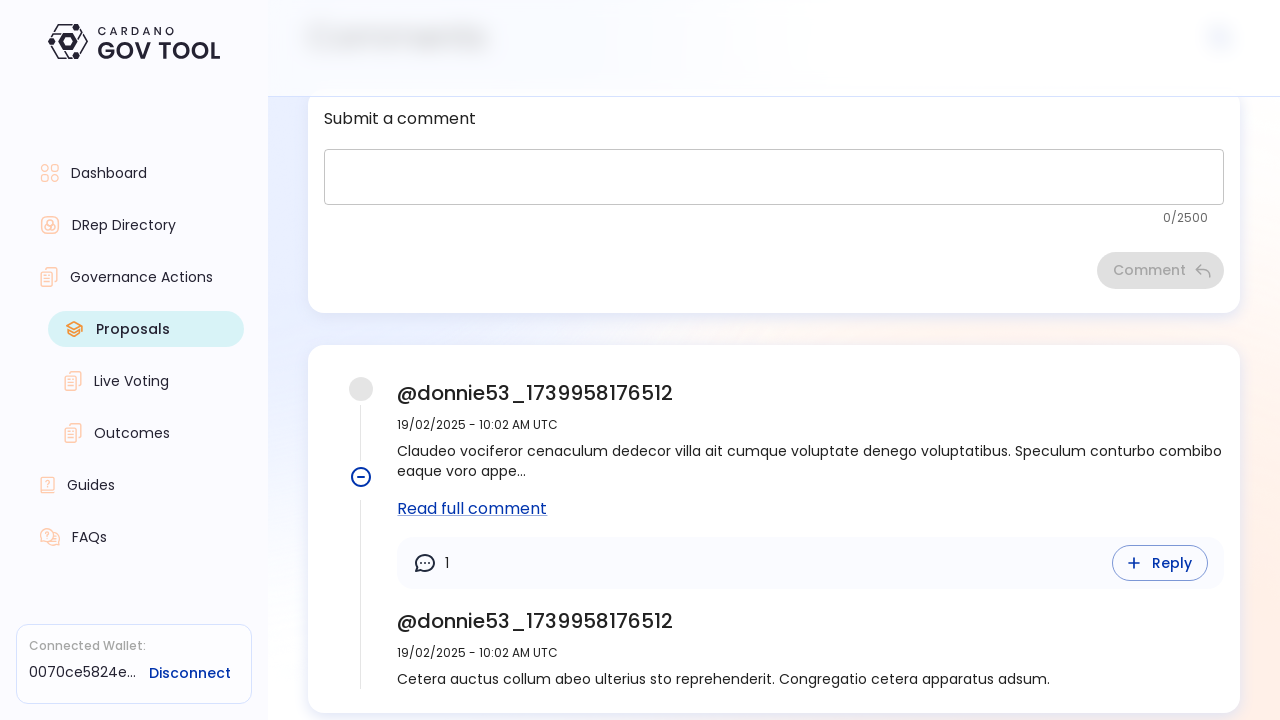 CARDANO
GOV TOOL
Dashboard
DRep Directory
Governance Actions
Proposals
Live Voting
Outcomes
Guides
FAQs
Connected Wallet:
0070ce5824e...
Disconnect
Submit a comment
0/2500
Comment
@donnie53_1739958176512
19/02/2025 - 10:02 AM UTC
Claudeo vociferor cenaculum dedecor villa ait cumque voluptate denego voluptatibus. Speculum conturbo combibo
eaque voro appe...
Read full comment
1
Reply
@donnie53_1739958176512
19/02/2025 - 10:02 AM UTC
Cetera auctus collum abeo ulterius sto reprehenderit. Congregatio cetera apparatus adsum.